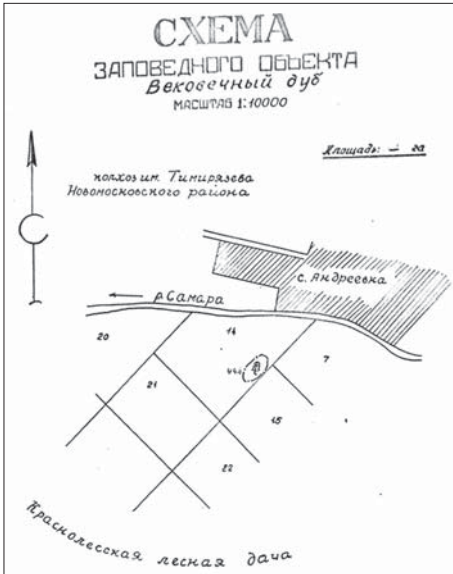 СХЕМА
ЗАПОВЕДНОГО ОБЪЕКТА
Вековечный дуб
МАСШТАБ 1:10000
Площадь: — га
колхоз им. Тимирязева
Новомосковского района
С
с. Андреевка
р. Самара
20
14
7
21
15
22
Краснолесская лесная дача